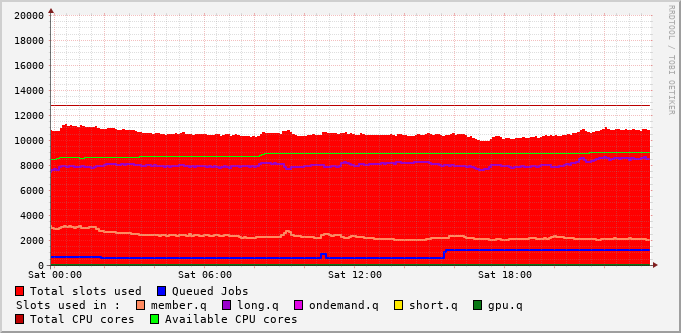 20000
18000
16000
14000
12000
10000
8000
6000
4000
2000
0
Sat 00:00 Sat 06:00 Sat 12:00 Sat 18:00
Total slots used Queued Jobs
Slots used in : member.q long.q ondemand.q short.q gpu.q
Total CPU cores Available CPU cores
RRDTOOL / TOBI OETIKER